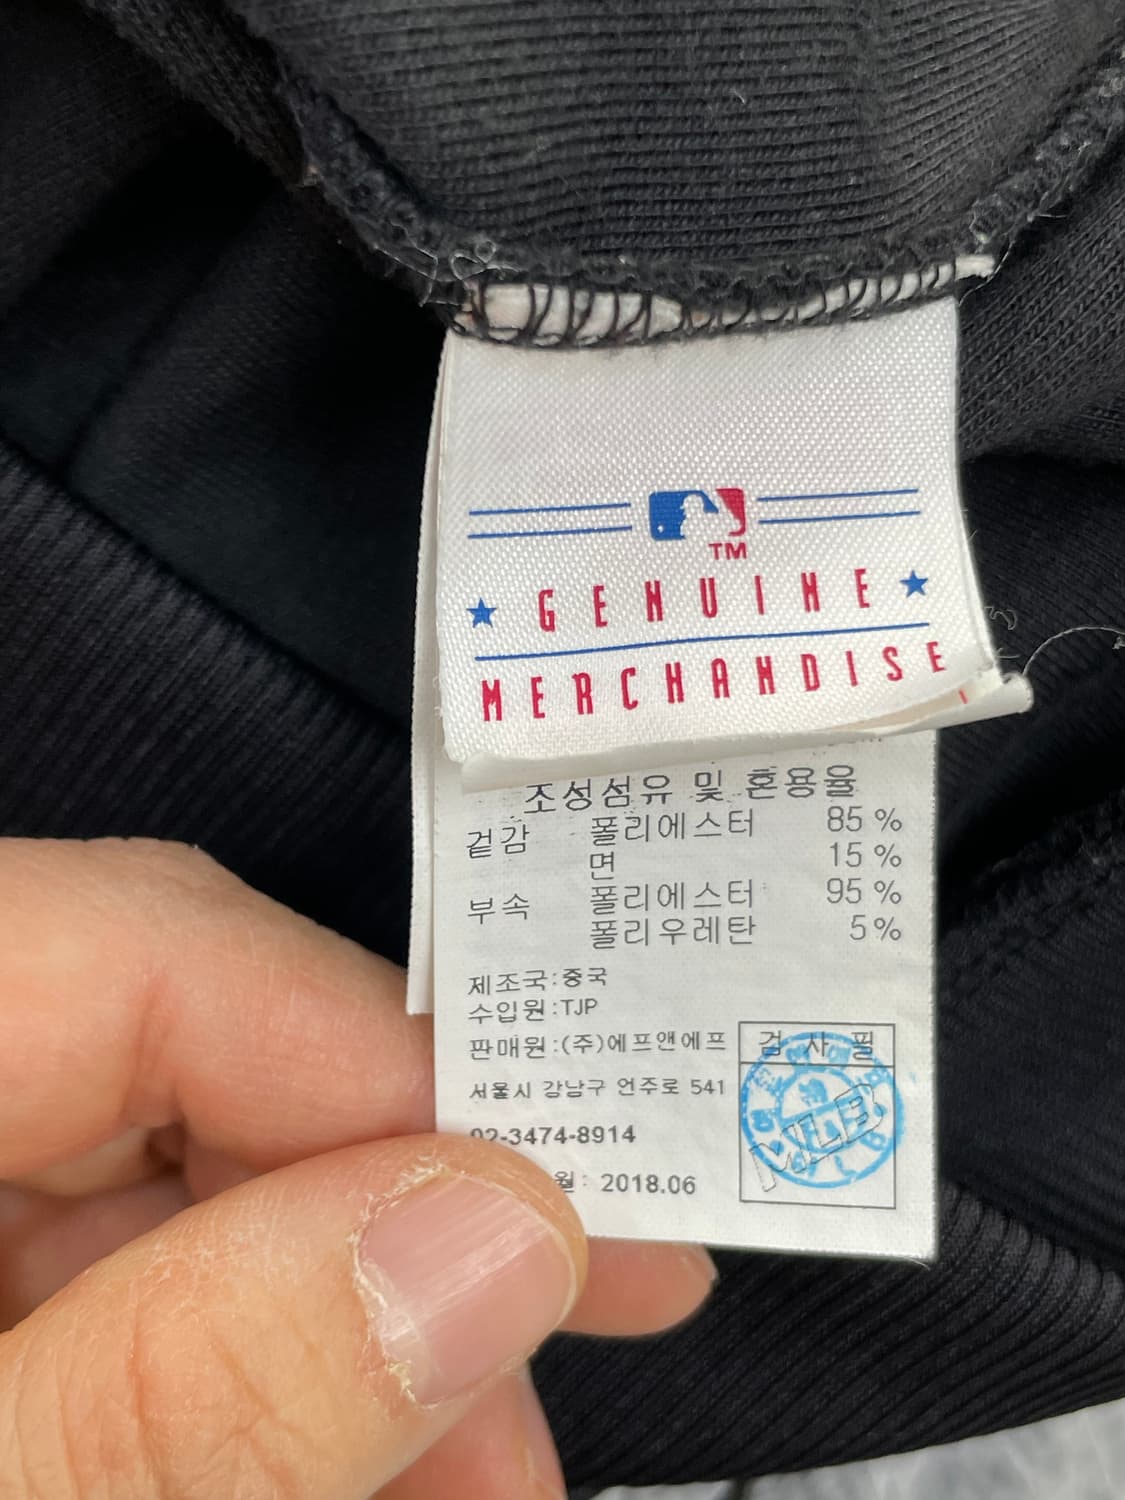 TM
★ GENUINE ★
MERCHANDISE
조성섬유 및 혼용율
겉감 폴리에스터 85 %
면 15 %
부속 폴리에스터 95 %
폴리우레탄 5 %
제조국:중국
수입원:TJP
판매원:(주)에프앤에프
서울시 강남구 언주로 541
02-3474-8914
월: 2018.06
검사필
MLB